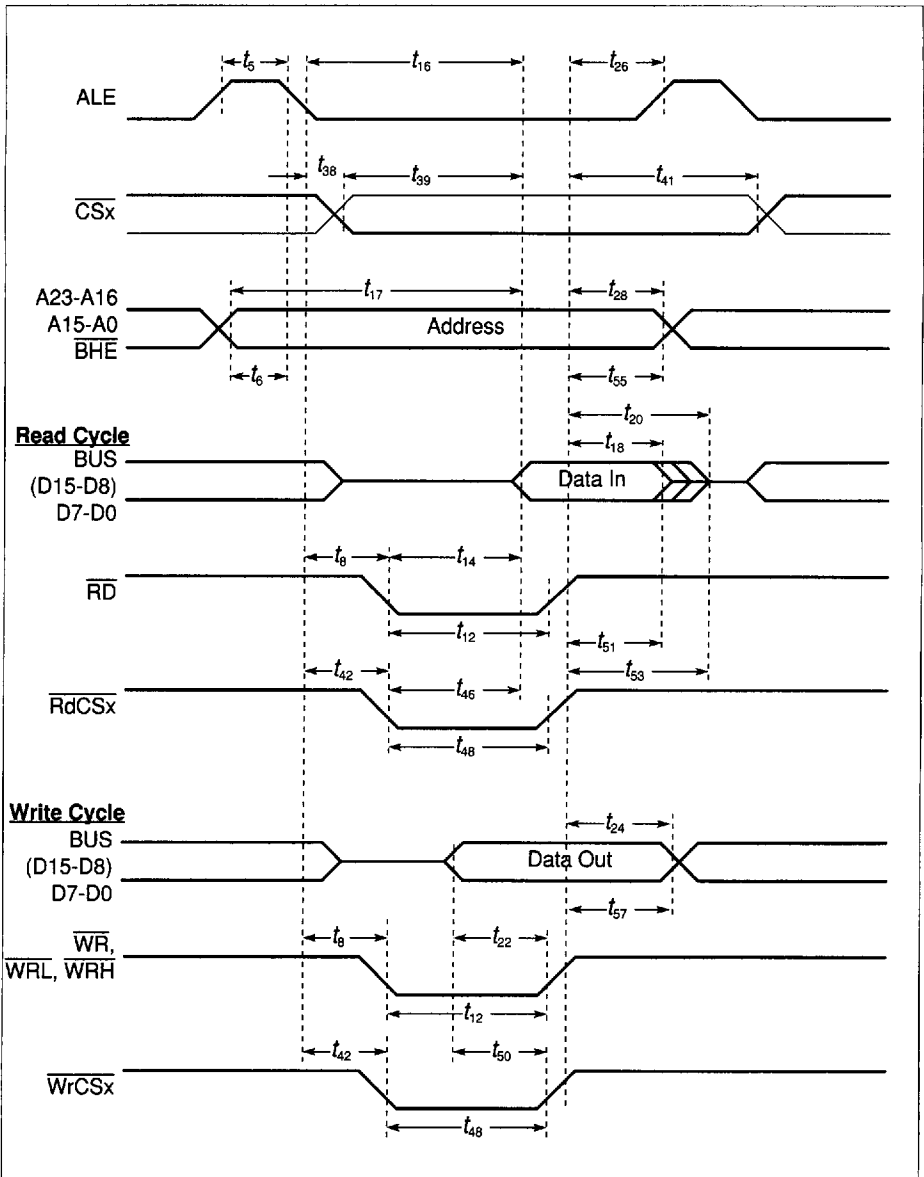 t5 t16 t26
ALE
t38 t39 t41
CSx
A23-A16
A15-A0
BHE
t17 t28
Address
t6 t55
t20
Read Cycle
t18
BUS
(D15-D8)
D7-D0
Data In
t8 t14
RD
t12 t51
t53
t42 t46
RdCSx
t48
Write Cycle
t24
BUS
(D15-D8)
D7-D0
Data Out
t57
t8 t22
WR,
WRL, WRH
t12
t42 t50
WrCSx
t48